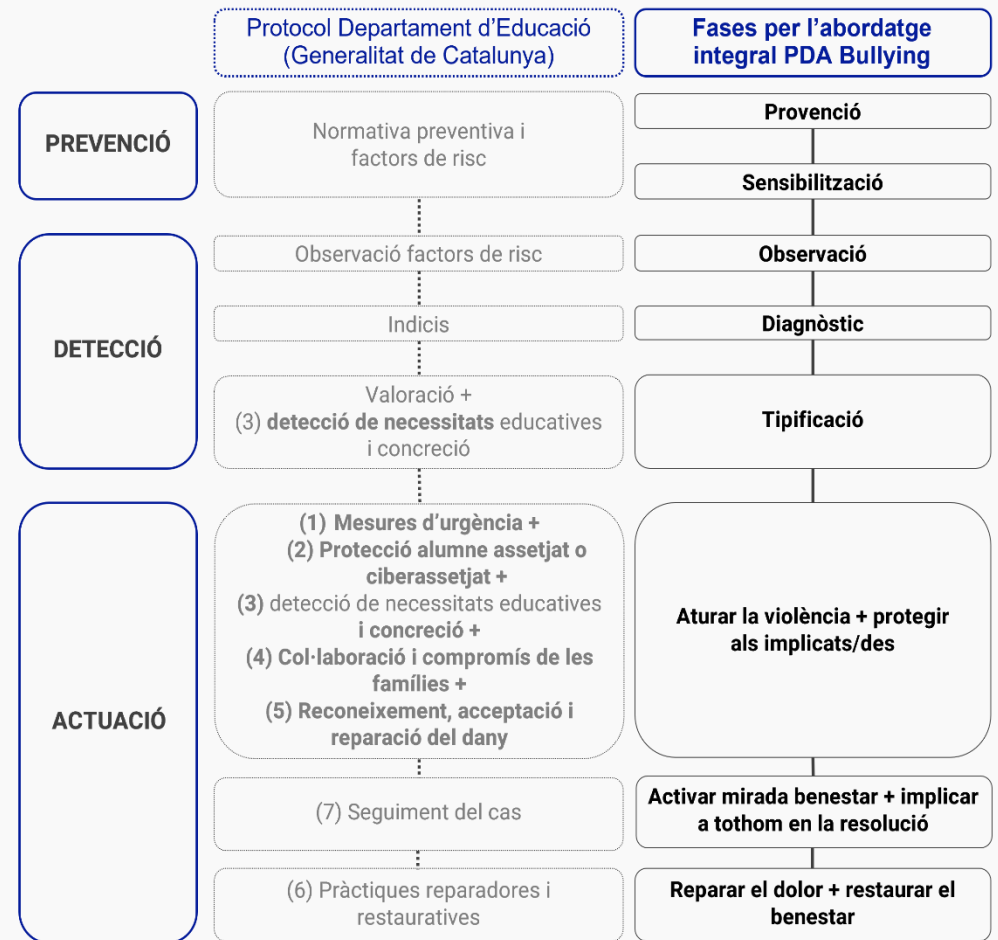 Protocol Departament d'Educació
(Generalitat de Catalunya)
Fases per l'abordatge
integral PDA Bullying
PREVENCIÓ
Normativa preventiva i
factors de risc
Provenció
Sensibilització
DETECCIÓ
Observació factors de risc
Observació
Indicis
Diagnòstic
Valoració +
(3) detecció de necessitats educatives
i concreció
Tipificació
ACTUACIÓ
(1) Mesures d'urgència +
(2) Protecció alumne assetjat o
ciberassetjat +
(3) detecció de necessitats educatives
i concreció +
(4) Col·laboració i compromís de les
famílies +
(5) Reconeixement, acceptació i
reparació del dany
Aturar la violència + protegir
als implicats/des
(7) Seguiment del cas
Activar mirada benestar + implicar
a tothom en la resolució
(6) Pràctiques reparadores i
restauratives
Reparar el dolor + restaurar el
benestar